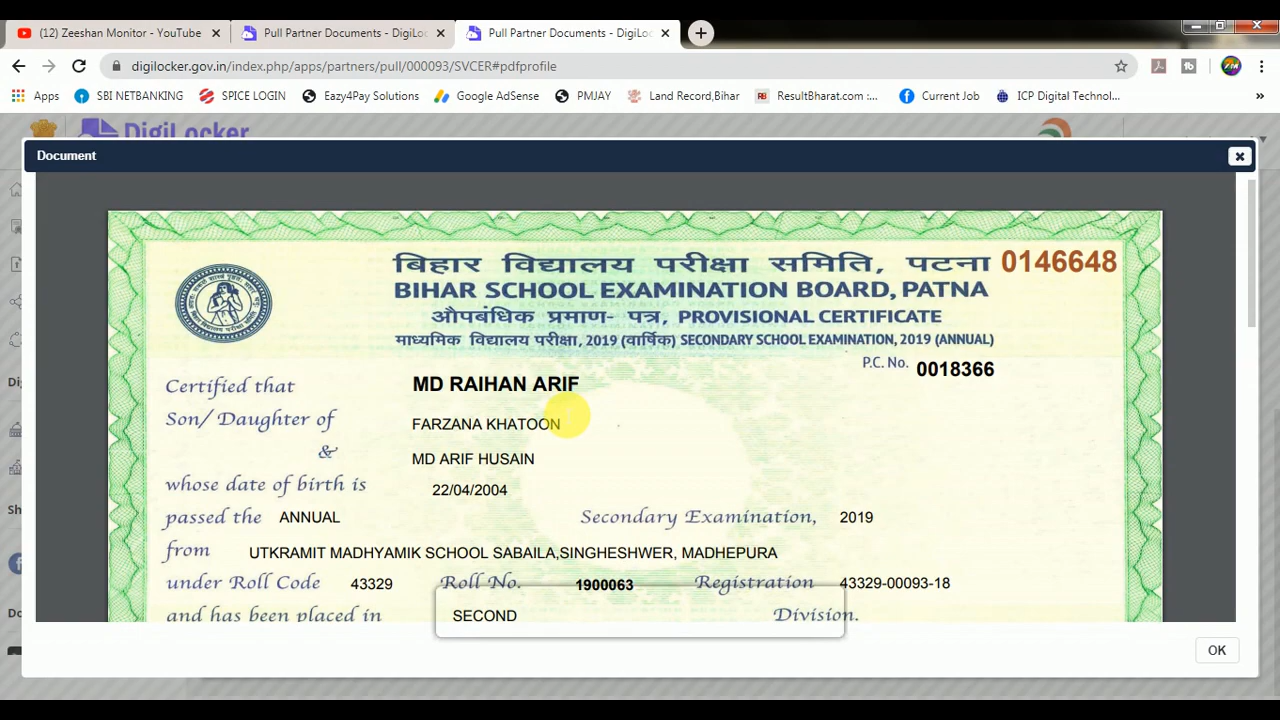 (12) Zeeshan Monitor - YouTube
Pull Partner Documents - DigiLo
Pull Partner Documents - DigiLo
digilocker.gov.in/index.php/apps/partners/pull/000093/SVCER#pdfprofile
Apps SBI NETBANKING SPICE LOGIN Eazy4Pay Solutions Google AdSense PMJAY Land Record,Bihar ResultBharat.com :... Current Job ICP Digital Technol... »
DigiLocker
Document
बिहार विद्यालय परीक्षा समिति, पटना 0146648
BIHAR SCHOOL EXAMINATION BOARD, PATNA
औपबंधिक प्रमाण- पत्र, PROVISIONAL CERTIFICATE
माध्यमिक विद्यालय परीक्षा, 2019 (वार्षिक) SECONDARY SCHOOL EXAMINATION, 2019 (ANNUAL)
P.C. No. 0018366
Certified that MD RAIHAN ARIF
Son/ Daughter of FARZANA KHATOON
& MD ARIF HUSAIN
whose date of birth is 22/04/2004
passed the ANNUAL Secondary Examination, 2019
from UTKRAMIT MADHYAMIK SCHOOL SABAILA,SINGHESHWER, MADHEPURA
under Roll Code 43329 Roll No. 1900063 Registration 43329-00093-18
and has been placed in SECOND Division.
OK